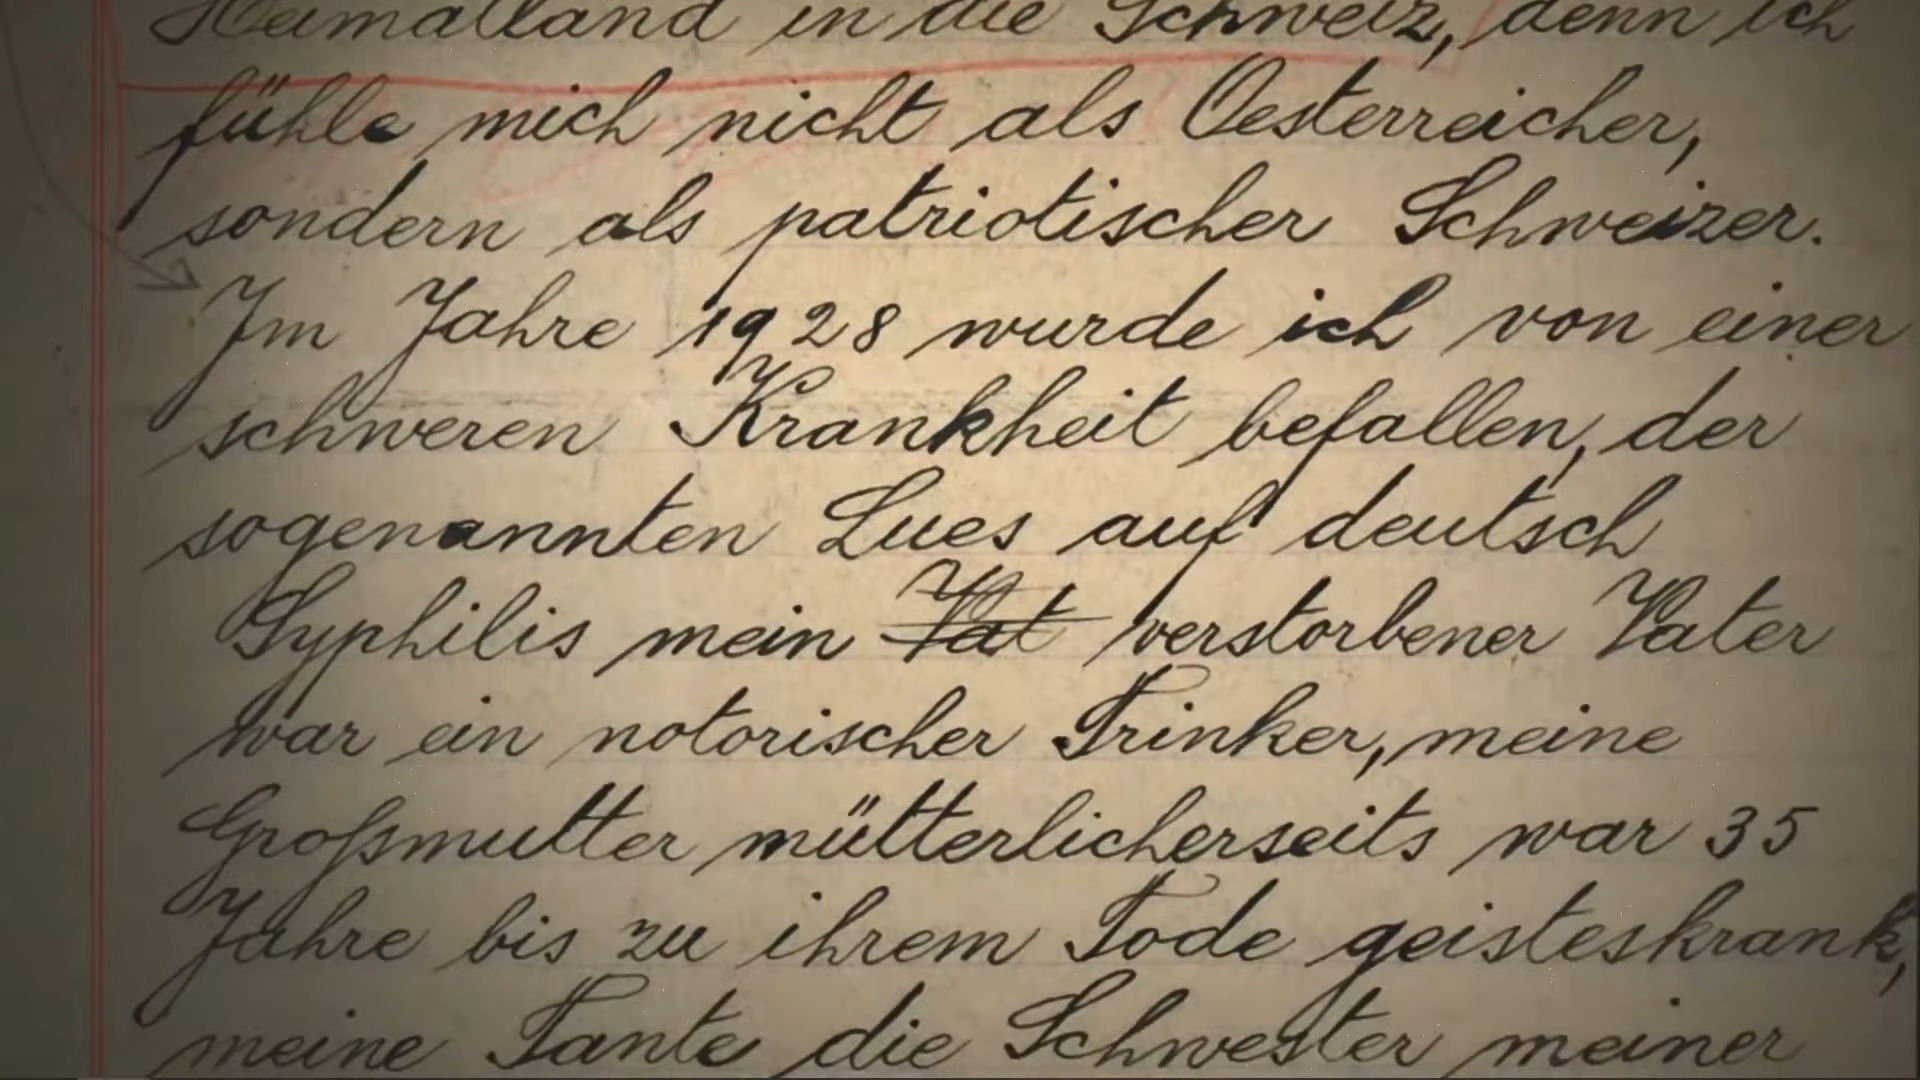 Heimatland in die Schweiz, denn ich
fühle mich nicht als Oesterreicher,
sondern als patriotischer Schweizer.
Im Jahre 1928 wurde ich von einer
schweren Krankheit befallen, der
sogenannten Lues auf deutsch
Syphilis mein Vat verstorbener Vater
war ein notorischer Trinker, meine
Großmutter mütterlicherseits war 35
Jahre bis zu ihrem Tode geisteskrank,
meine Tante die Schwester meiner